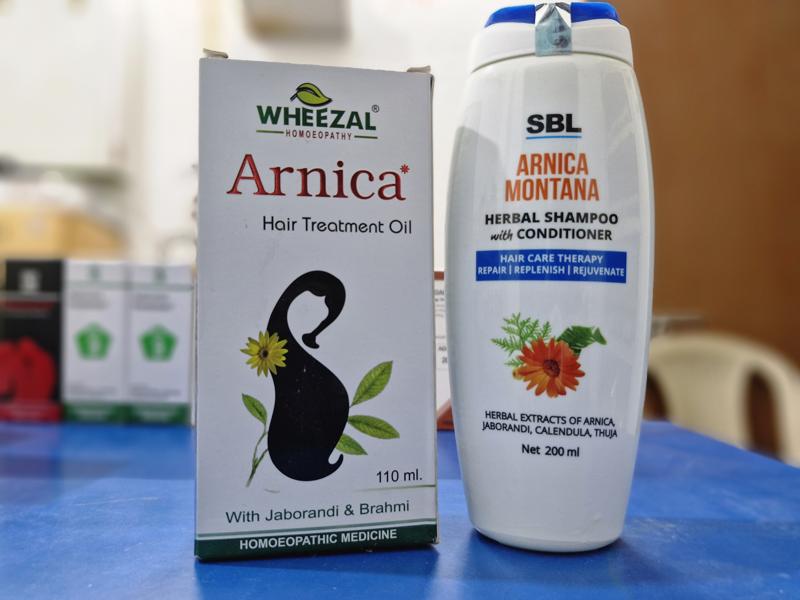 WHEEZAL®
HOMOEOPATHY
Arnica*
Hair Treatment Oil
110 ml.
With Jaborandi & Brahmi
HOMOEOPATHIC MEDICINE
SBL
ARNICA
MONTANA
HERBAL SHAMPOO
with CONDITIONER
HAIR CARE THERAPY
REPAIR | REPLENISH | REJUVENATE
HERBAL EXTRACTS OF ARNICA,
JABORANDI, CALENDULA, THUJA
Net 200 ml